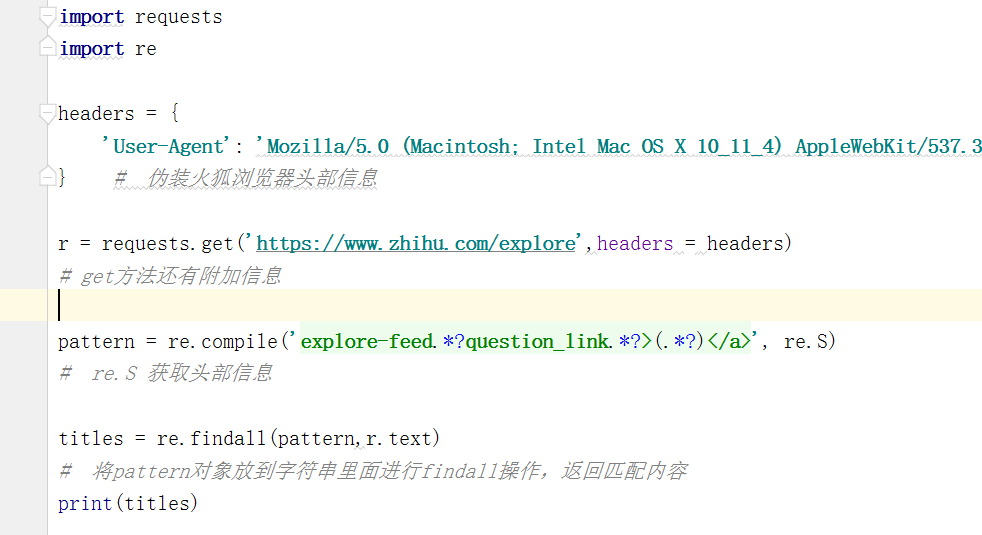 import requests
import re
headers = {
'User-Agent': 'Mozilla/5.0 (Macintosh; Intel Mac OS X 10_11_4) AppleWebKit/537.3
} # 伪装火狐浏览器头部信息
r = requests.get('https://www.zhihu.com/explore',headers = headers)
# get方法还有附加信息
pattern = re.compile('explore-feed.*?question_link.*?>(.*?)</a>', re.S)
# re.S 获取头部信息
titles = re.findall(pattern,r.text)
# 将pattern对象放到字符串里面进行findall操作，返回匹配内容
print(titles)